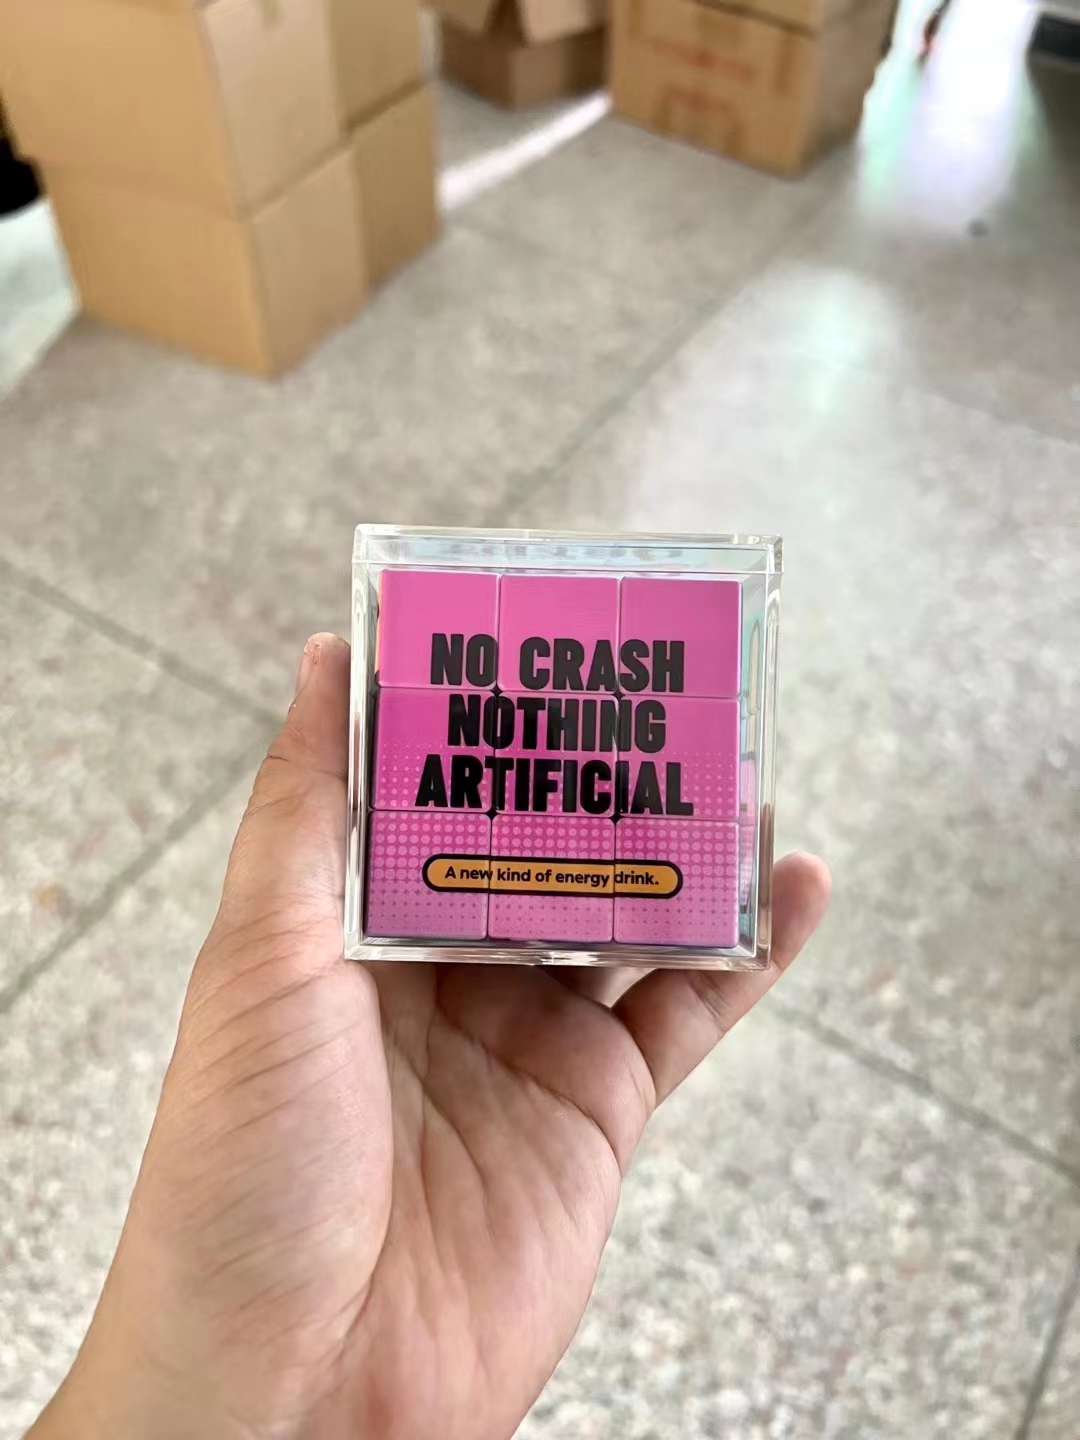 NO CRASH
NOTHING
ARTIFICIAL
A new kind of energy drink.